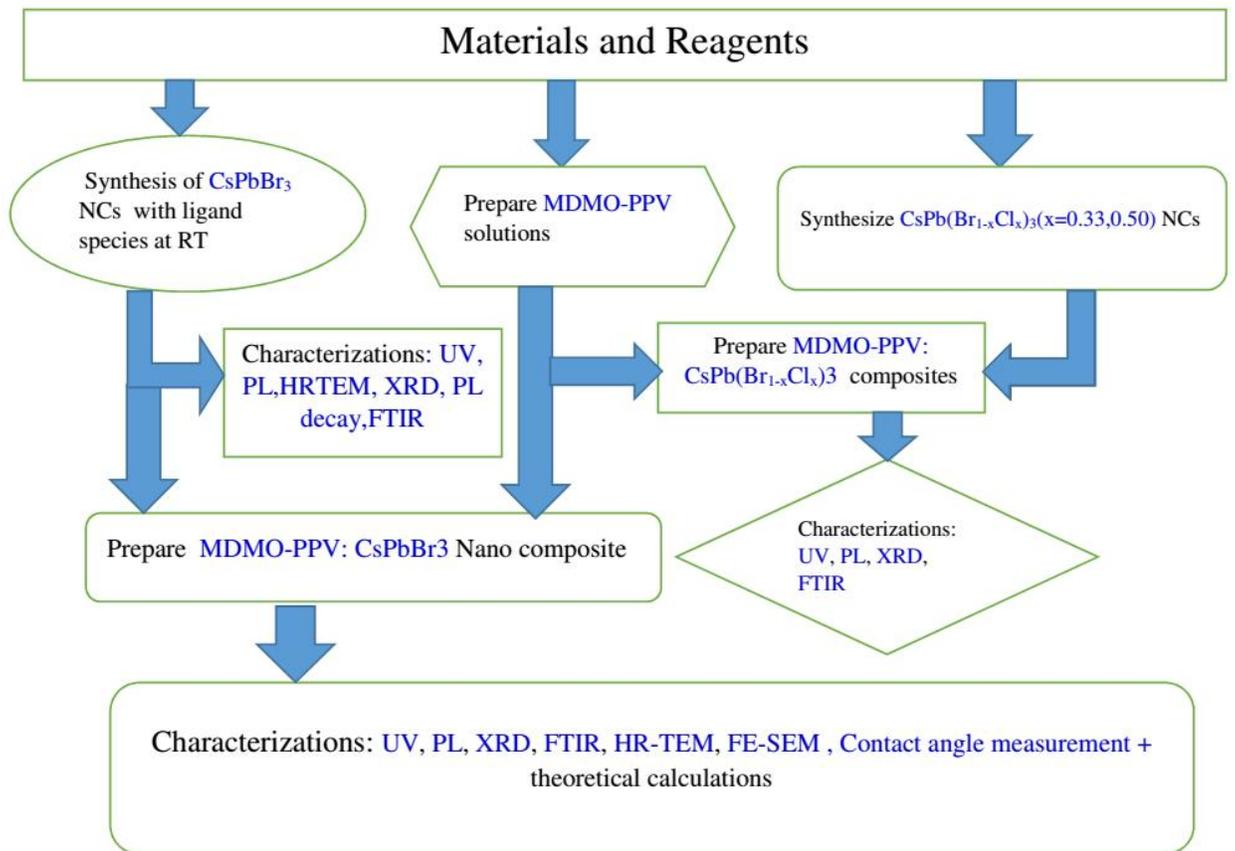 Materials and Reagents
Synthesis of CsPbBr₃
NCs with ligand
species at RT
Prepare MDMO-PPV
solutions
Synthesize CsPb(Br₁₋ₓClₓ)₃(x=0.33,0.50) NCs
Characterizations: UV,
PL,HRTEM, XRD, PL
decay,FTIR
Prepare MDMO-PPV:
CsPb(Br₁₋ₓClₓ)3 composites
Prepare MDMO-PPV: CsPbBr3 Nano composite
Characterizations:
UV, PL, XRD,
FTIR
Characterizations: UV, PL, XRD, FTIR, HR-TEM, FE-SEM , Contact angle measurement +
theoretical calculations